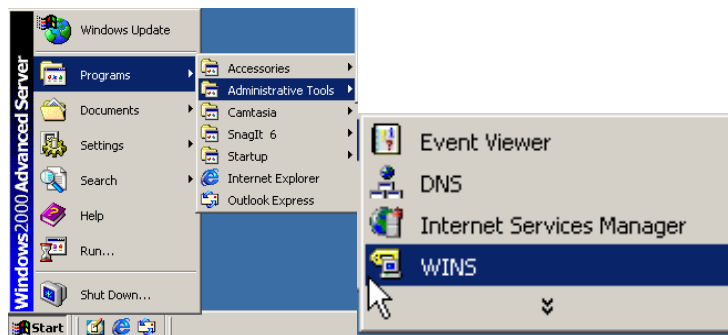 Windows 2000 Advanced Server
Windows Update
Programs
Documents
Settings
Search
Help
Run...
Shut Down...
Start
Accessories
Administrative Tools
Camtasia
SnagIt 6
Startup
Internet Explorer
Outlook Express
Event Viewer
DNS
Internet Services Manager
WINS